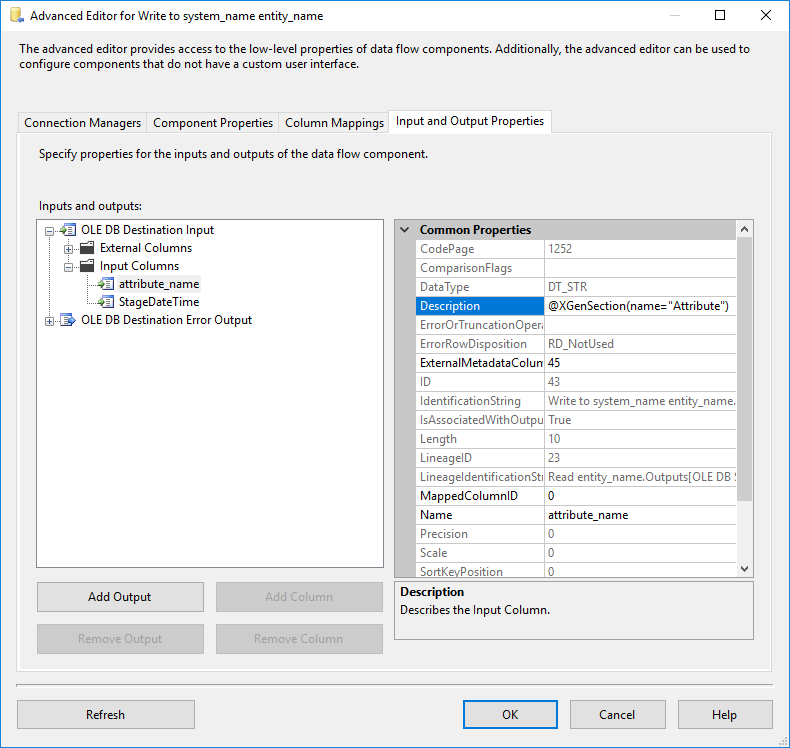 Advanced Editor for Write to system_name entity_name
The advanced editor provides access to the low-level properties of data flow components. Additionally, the advanced editor can be used to
configure components that do not have a custom user interface.
Connection Managers Component Properties Column Mappings Input and Output Properties
Specify properties for the inputs and outputs of the data flow component.
Inputs and outputs:
OLE DB Destination Input
External Columns
Input Columns
attribute_name
StageDateTime
OLE DB Destination Error Output
Common Properties
CodePage 1252
ComparisonFlags
DataType DT_STR
Description @XGenSection(name="Attribute")
ErrorOrTruncationOpera
ErrorRowDisposition RD_NotUsed
ExternalMetadataColum 45
ID 43
IdentificationString Write to system_name entity_name.
IsAssociatedWithOutpu True
Length 10
LineageID 23
LineageIdentificationStr Read entity_name.Outputs[OLE DB S
MappedColumnID 0
Name attribute_name
Precision 0
Scale 0
SortKeyPosition 0
Add Output Add Column
Remove Output Remove Column
Description
Describes the Input Column.
Refresh OK Cancel Help